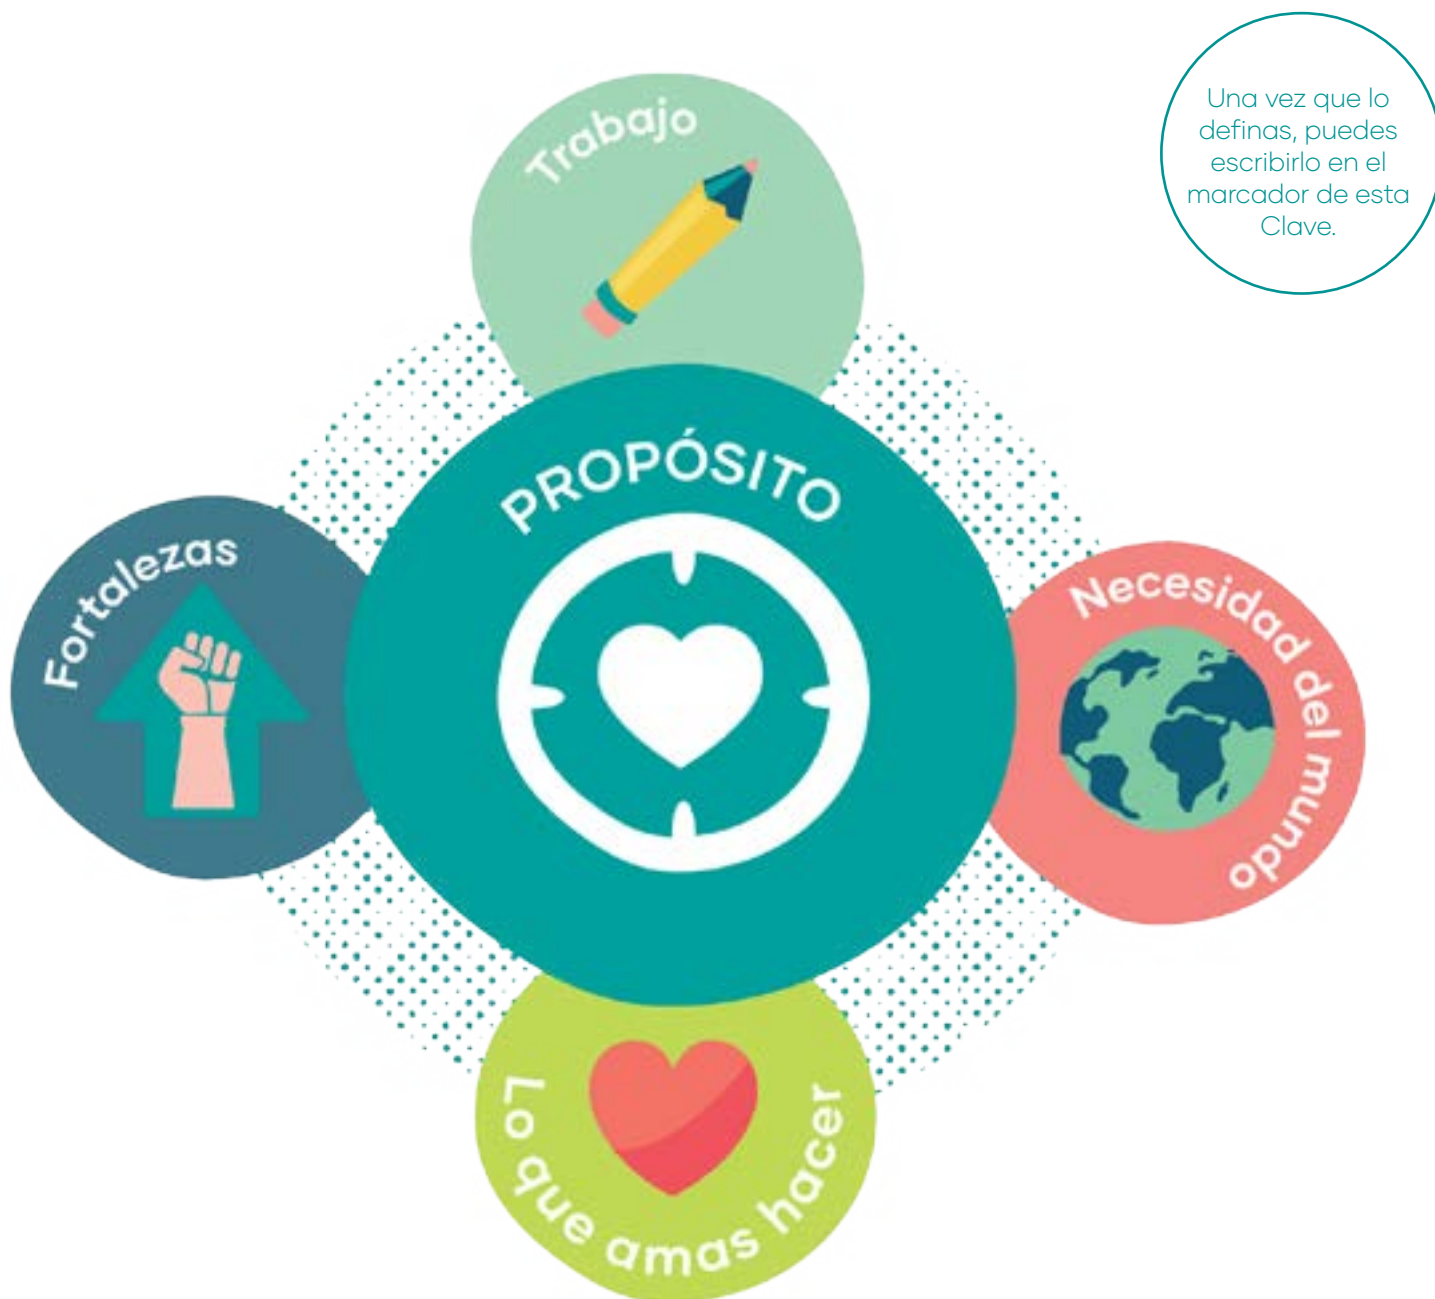 Una vez que lo
definas, puedes
escribirlo en el
marcador de esta
Clave.
Trabajo
PROPÓSITO
Fortalezas
Necesidad del mundo
Lo que amas hacer